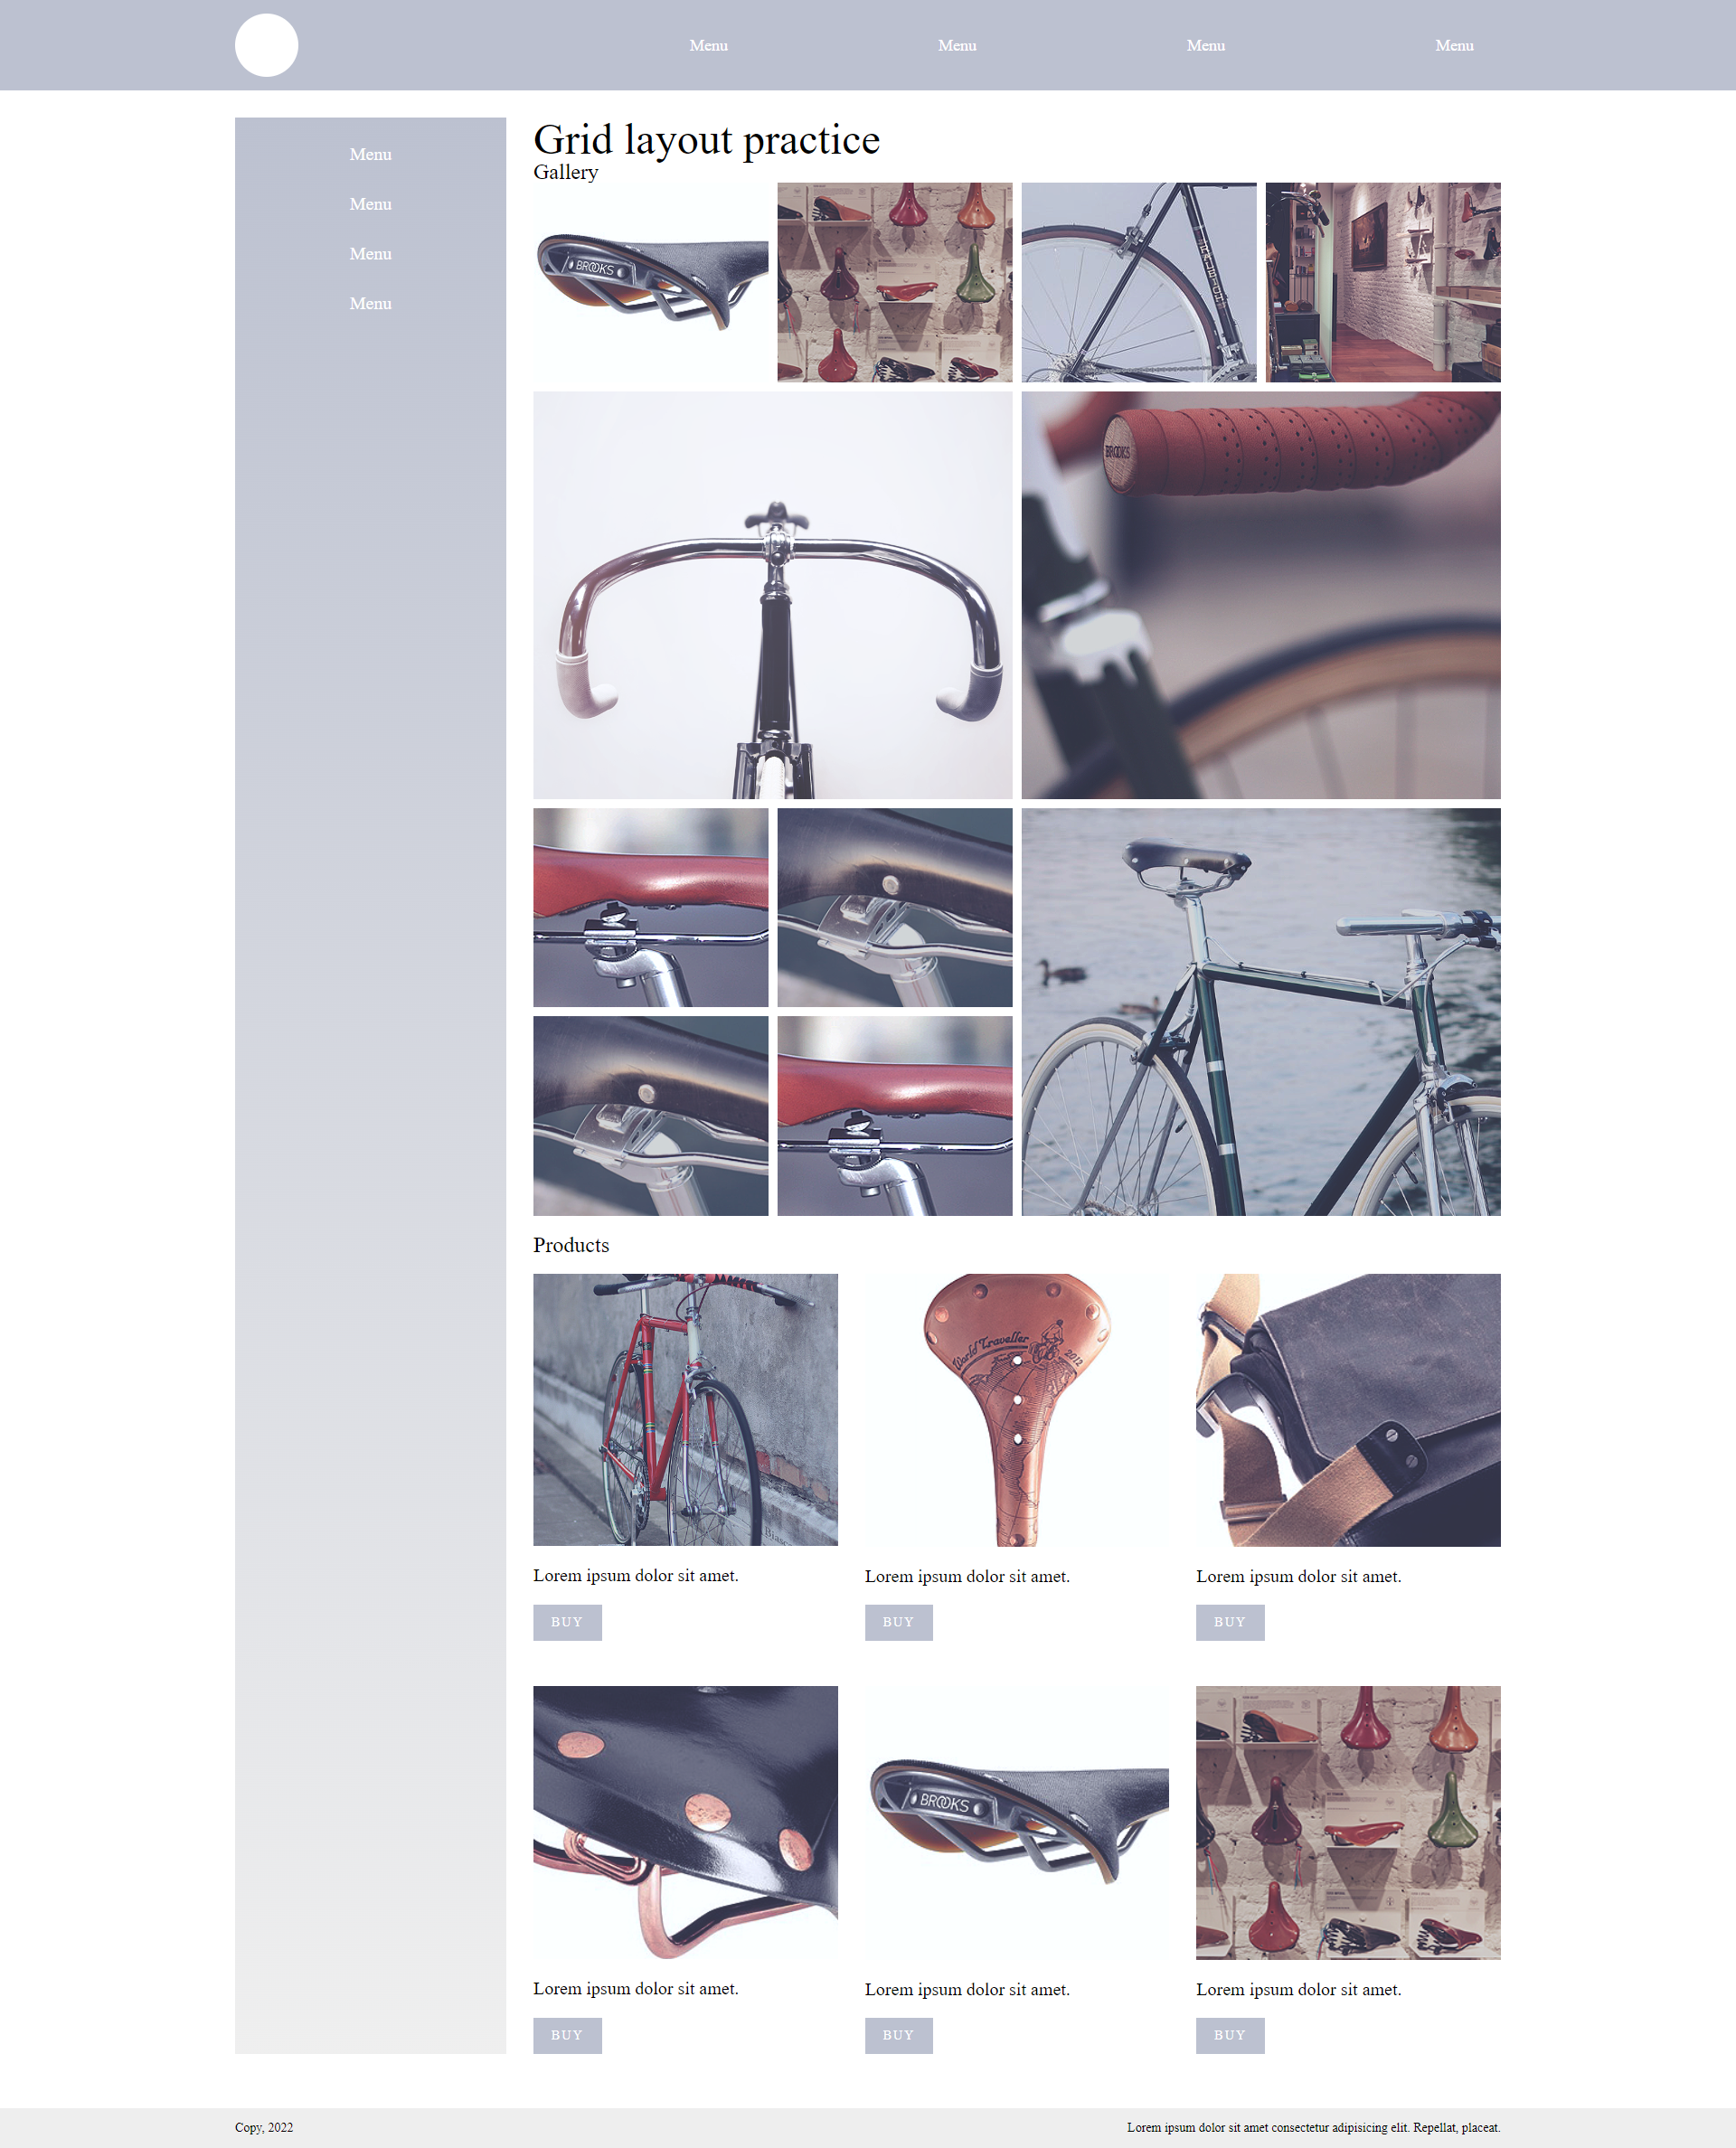 Menu Menu Menu Menu
Menu
Menu
Menu
Menu
Grid layout practice
Gallery
BROOKS
RALEIGH
BROOKS
Products
World Traveller 2012
Lorem ipsum dolor sit amet.
Lorem ipsum dolor sit amet.
Lorem ipsum dolor sit amet.
BUY
BUY
BUY
BROOKS
Lorem ipsum dolor sit amet.
Lorem ipsum dolor sit amet.
Lorem ipsum dolor sit amet.
BUY
BUY
BUY
Copy, 2022
Lorem ipsum dolor sit amet consectetur adipisicing elit. Repellat, placeat.